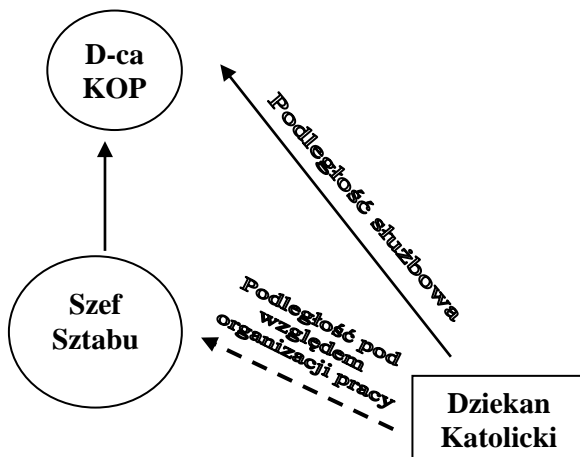 D-ca
KOP
Podległość służbowa
Szef
Sztabu
Podległość pod
względem
organizacji pracy
Dziekan
Katolicki